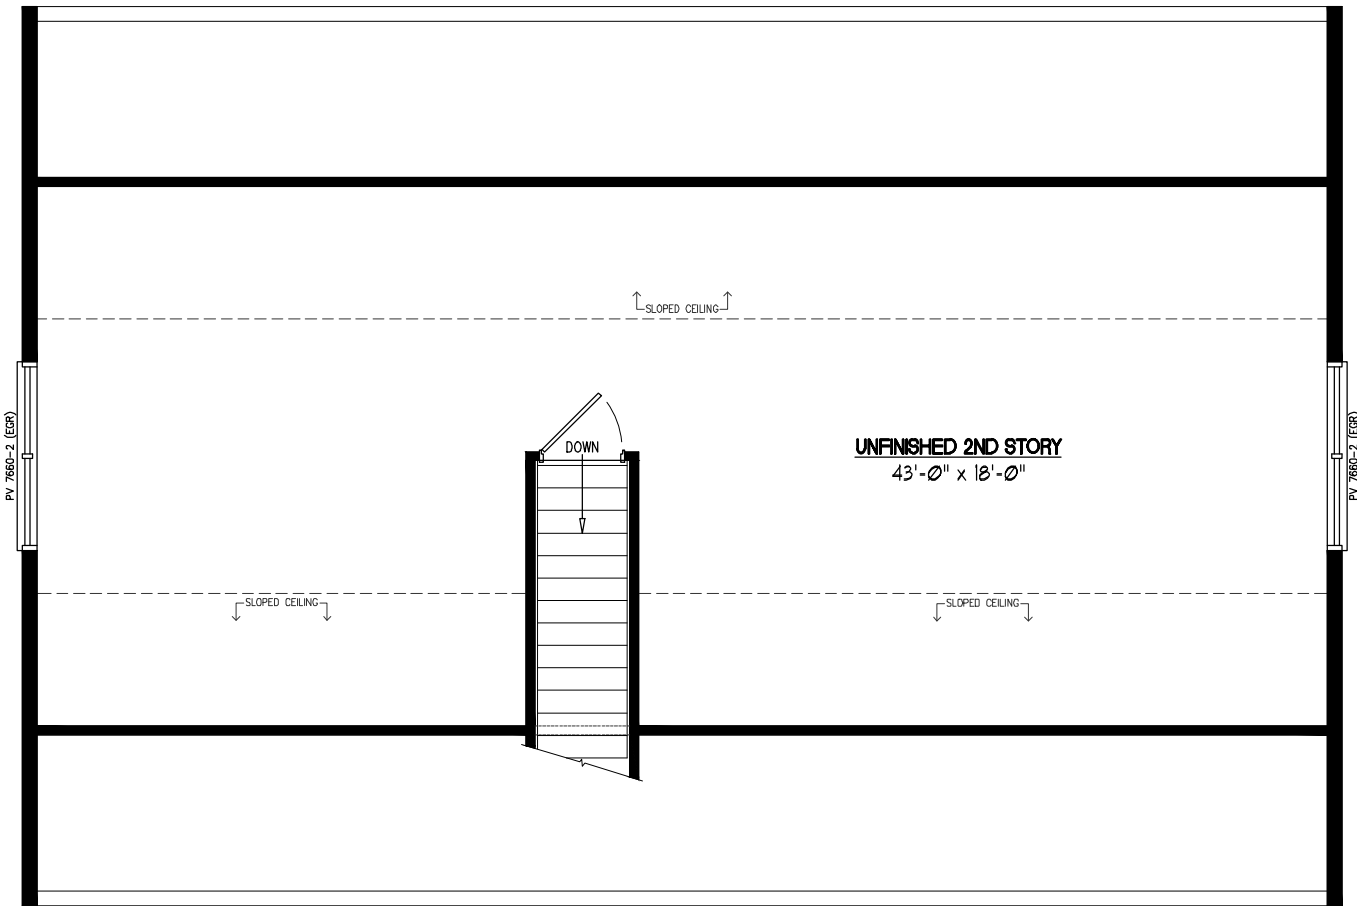 SLOPED CEILING
PV 7660-2 (EGR)
DOWN
UNFINISHED 2ND STORY
43'-0" x 18'-0"
PV 7660-2 (EGR)
SLOPED CEILING
SLOPED CEILING